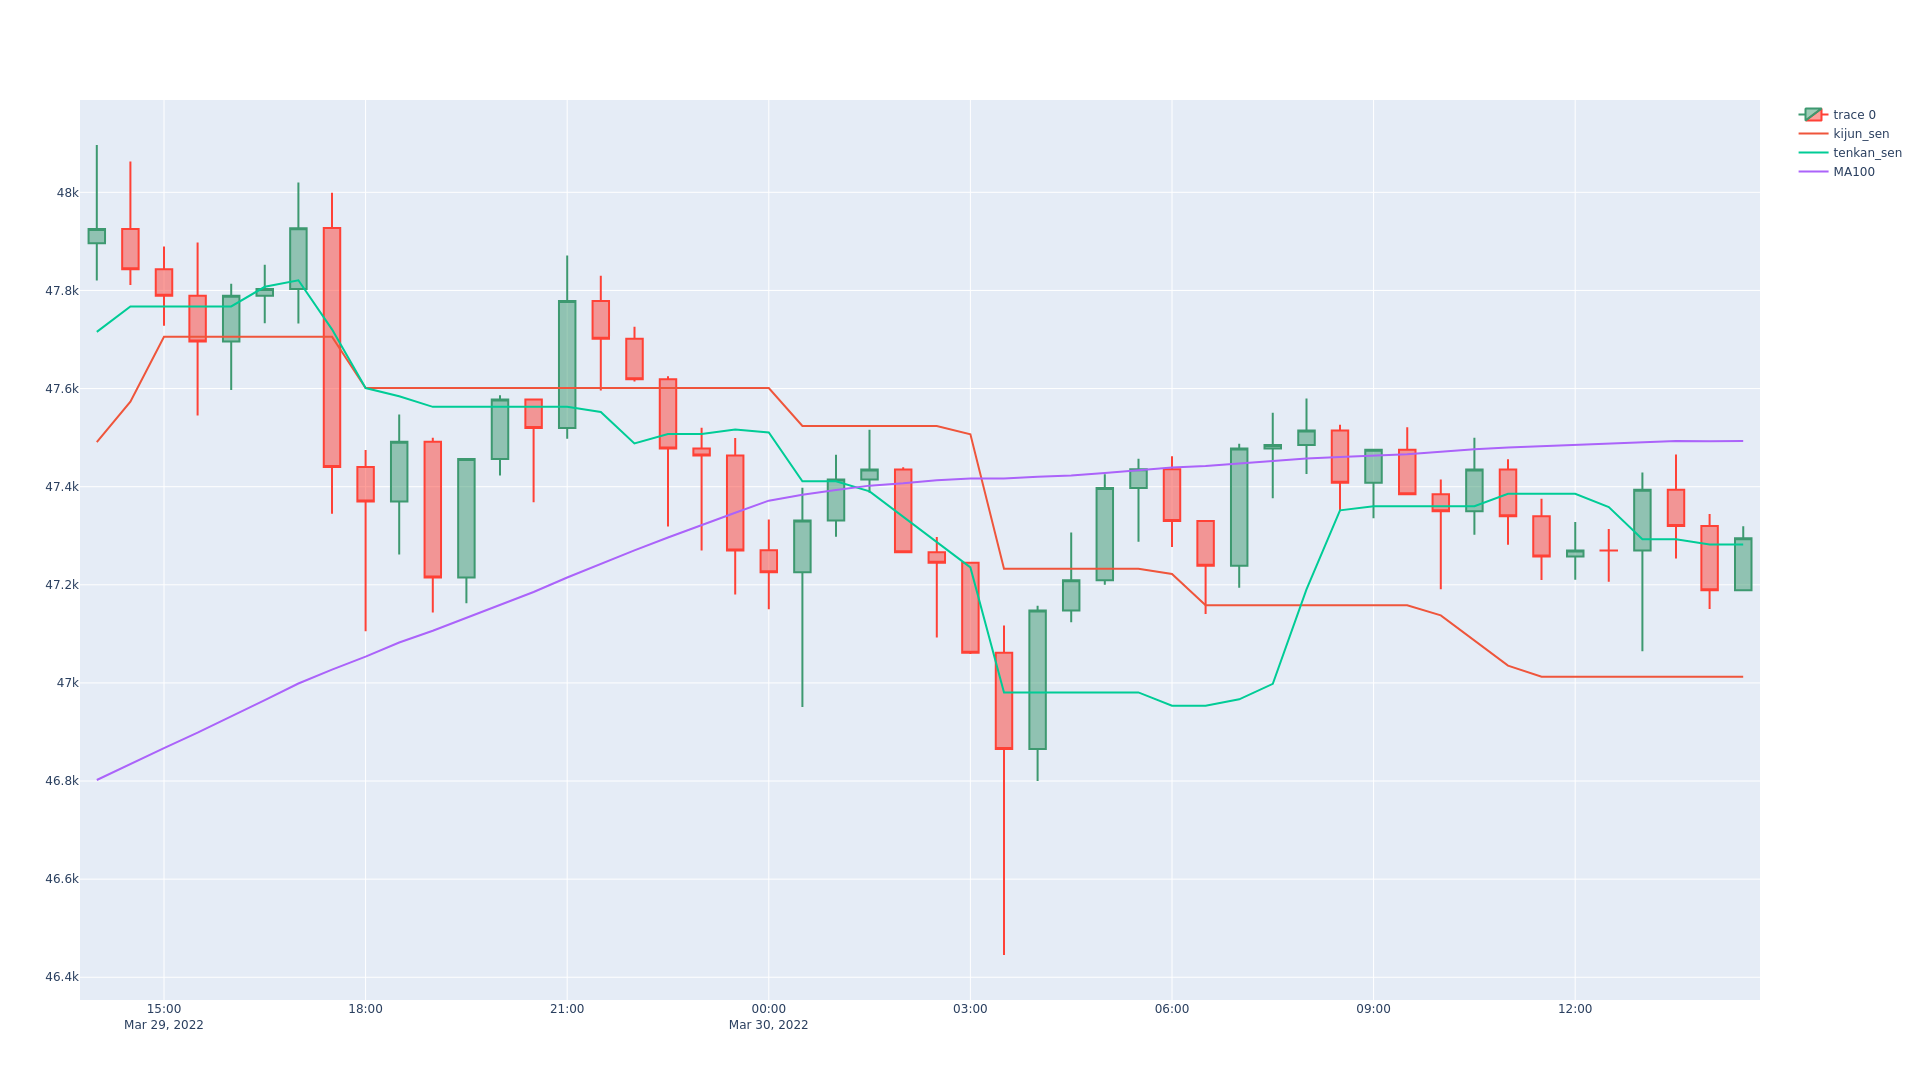 trace 0
kijun_sen
tenkan_sen
MA100
48k
47.8k
47.6k
47.4k
47.2k
47k
46.8k
46.6k
46.4k
15:00 18:00 21:00 00:00 03:00 06:00 09:00 12:00
Mar 29, 2022 Mar 30, 2022